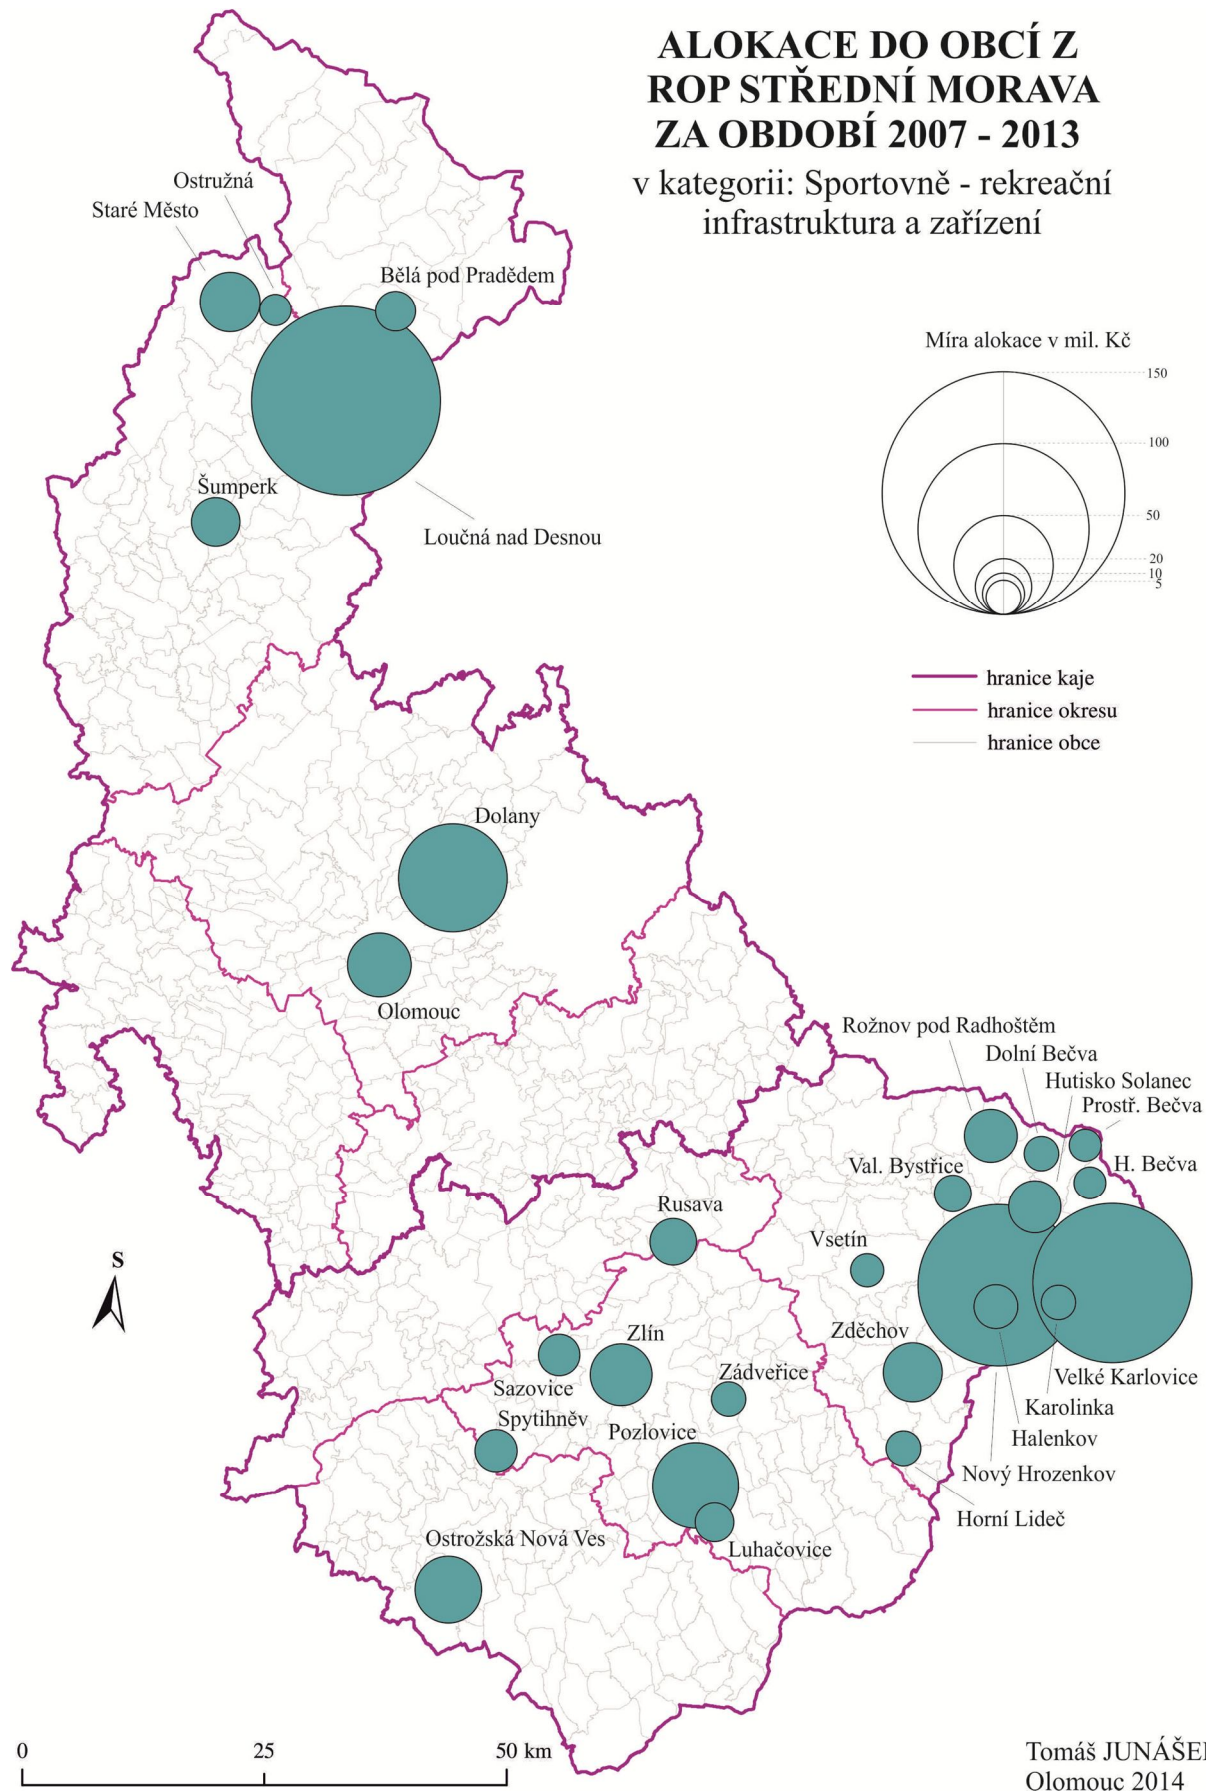 ALOKACE DO OBCÍ Z
ROP STŘEDNÍ MORAVA
ZA OBDOBÍ 2007 - 2013
v kategorii: Sportovně - rekreační
infrastruktura a zařízení
Ostružná
Staré Město
Bělá pod Pradědem
Šumperk
Loučná nad Desnou
Míra alokace v mil. Kč
150
100
50
20
10
5
hranice kaje
hranice okresu
hranice obce
Dolany
Olomouc
Rožnov pod Radhoštěm
Dolní Bečva
Hutisko Solanec
Prostř. Bečva
Val. Bystřice
H. Bečva
Rusava
Vsetín
S
Zlín
Zděchov
Sazovice
Zádveřice
Velké Karlovice
Spytihněv
Pozlovice
Karolinka
Halenkov
Nový Hrozenkov
Horní Lideč
Ostrožská Nová Ves
Luhačovice
0 25 50 km
Tomáš JUNÁŠE
Olomouc 2014